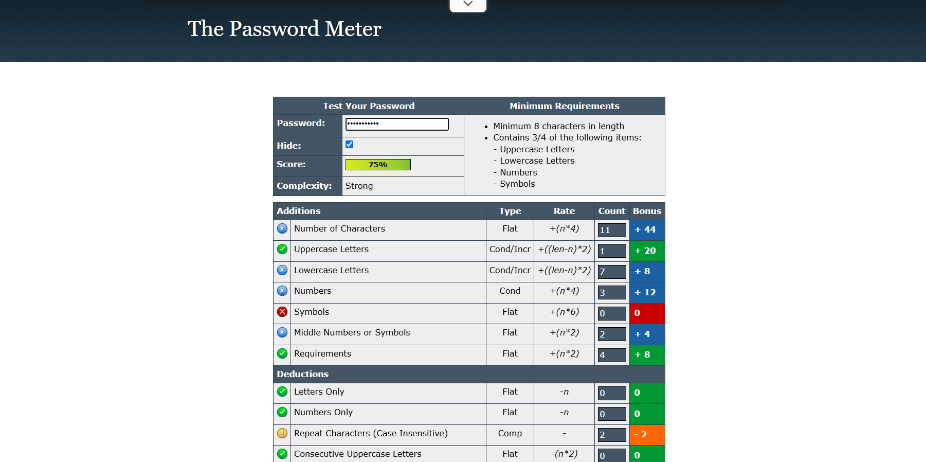 The Password Meter
Test Your Password Minimum Requirements
Password: •••••••••••
Hide:
Score: 75%
Complexity: Strong
• Minimum 8 characters in length
• Contains 3/4 of the following items:
- Uppercase Letters
- Lowercase Letters
- Numbers
- Symbols
Additions Type Rate Count Bonus
Number of Characters Flat +(n*4) 11 + 44
Uppercase Letters Cond/Incr +((len-n)*2) 1 + 20
Lowercase Letters Cond/Incr +((len-n)*2) 7 + 8
Numbers Cond +(n*4) 3 + 12
Symbols Flat +(n*6) 0 0
Middle Numbers or Symbols Flat +(n*2) 2 + 4
Requirements Flat +(n*2) 4 + 8
Deductions
Letters Only Flat -n 0 0
Numbers Only Flat -n 0 0
Repeat Characters (Case Insensitive) Comp - 2 - 2
Consecutive Uppercase Letters Flat (n*2) 0 0